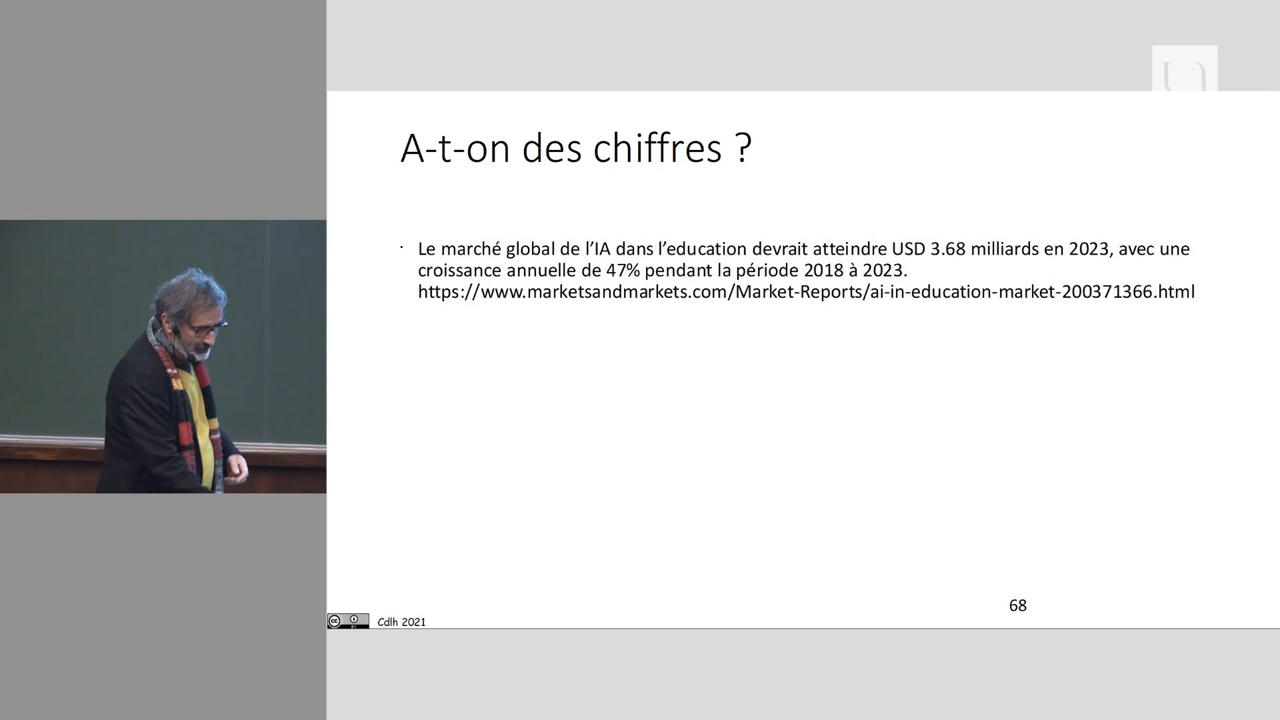 A-t-on des chiffres ?
· Le marché global de l’IA dans l’education devrait atteindre USD 3.68 milliards en 2023, avec une
croissance annuelle de 47% pendant la période 2018 à 2023.
https://www.marketsandmarkets.com/Market-Reports/ai-in-education-market-200371366.html
68
Cdlh 2021